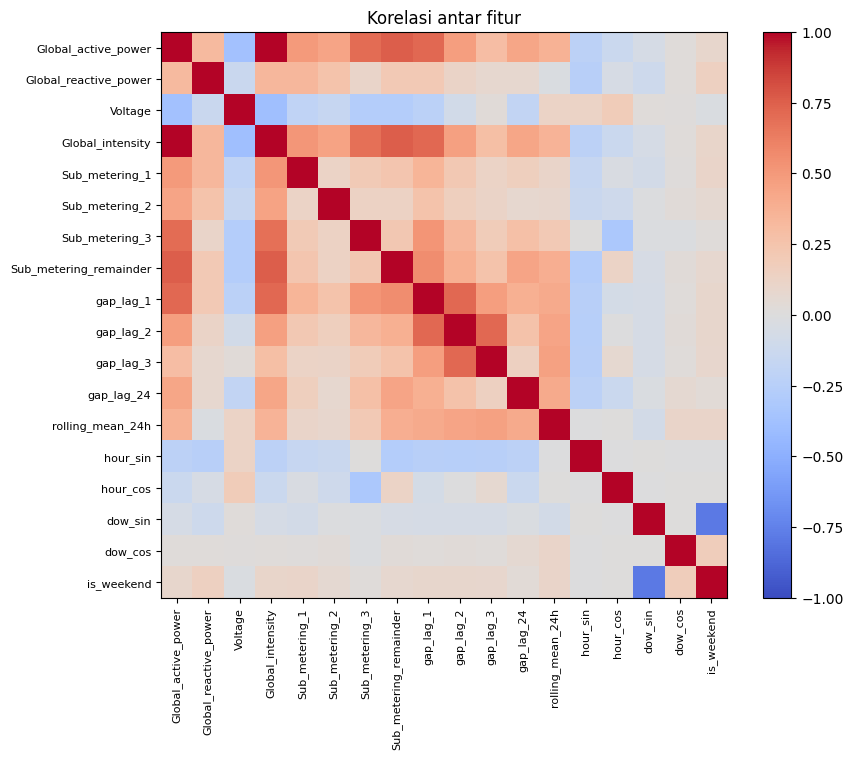 Korelasi antar fitur
Global_active_power
Global_reactive_power
Voltage
Global_intensity
Sub_metering_1
Sub_metering_2
Sub_metering_3
Sub_metering_remainder
gap_lag_1
gap_lag_2
gap_lag_3
gap_lag_24
rolling_mean_24h
hour_sin
hour_cos
dow_sin
dow_cos
is_weekend
Global_active_power
Global_reactive_power
Voltage
Global_intensity
Sub_metering_1
Sub_metering_2
Sub_metering_3
Sub_metering_remainder
gap_lag_1
gap_lag_2
gap_lag_3
gap_lag_24
rolling_mean_24h
hour_sin
hour_cos
dow_sin
dow_cos
is_weekend
1.00
0.75
0.50
0.25
0.00
−0.25
−0.50
−0.75
−1.00